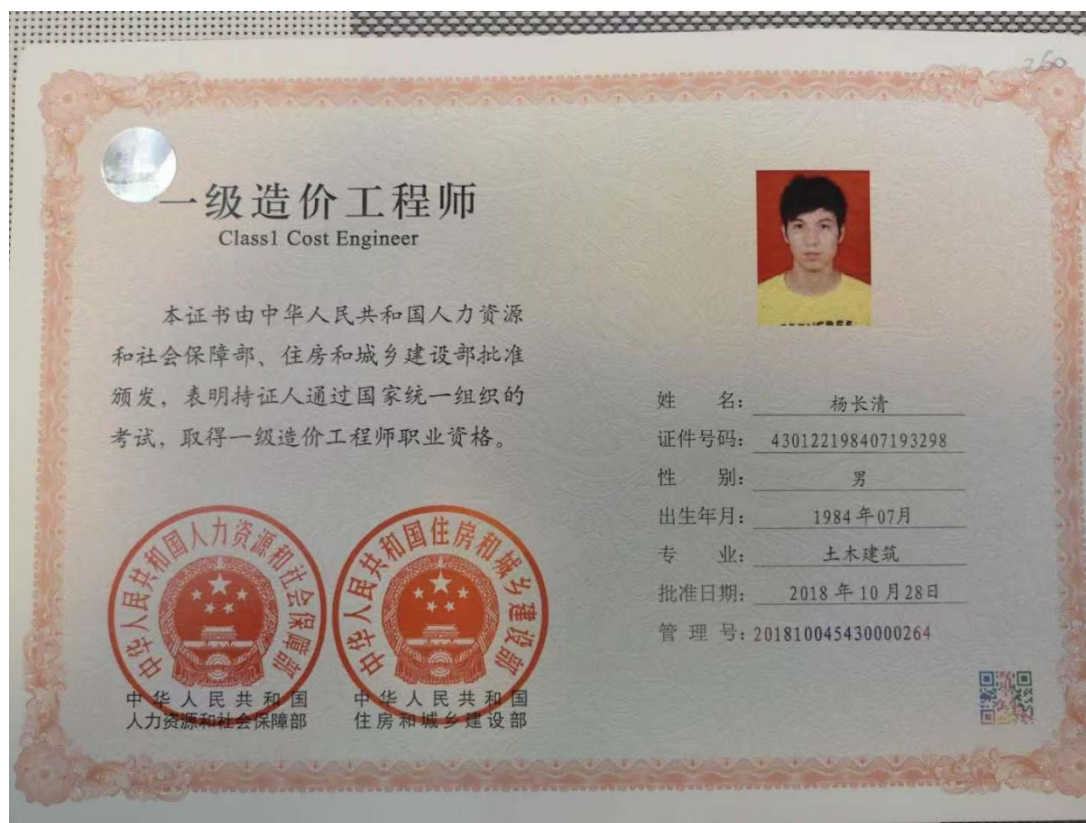 260
一级造价工程师
Class1 Cost Engineer
本证书由中华人民共和国人力资源
和社会保障部、住房和城乡建设部批准
颁发，表明持证人通过国家统一组织的
考试，取得一级造价工程师职业资格。
姓 名： 杨长清
证件号码： 430122198407193298
性 别： 男
出生年月： 1984年07月
专 业： 土木建筑
批准日期： 2018年10月28日
管 理 号：201810045430000264
中华人民共和国人力资源和社会保障部
中华人民共和国住房和城乡建设部
中华人民共和国
人力资源和社会保障部
中华人民共和国
住房和城乡建设部